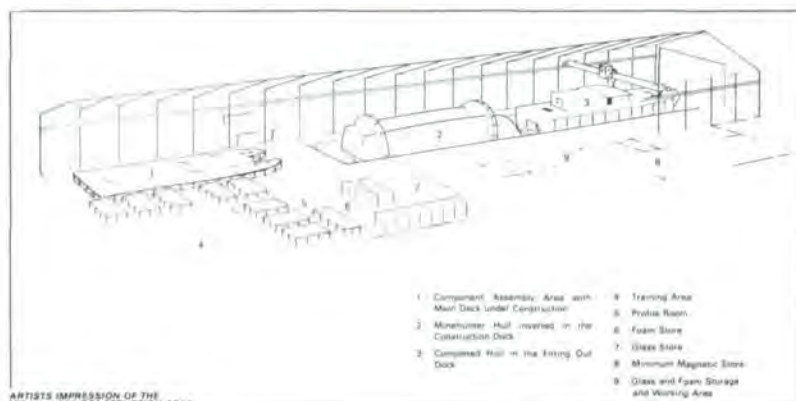 1 Component Assembly Area with
Main Deck under Construction
2 Minehunter Hull inverted in the
Construction Dock
3 Completed Hull in the Fitting Out
Dock
4 Training Area
5 Profile Room
6 Foam Store
7 Glass Store
8 Minimum Magnetic Store
9 Glass and Foam Storage
and Working Area
ARTISTS IMPRESSION OF THE